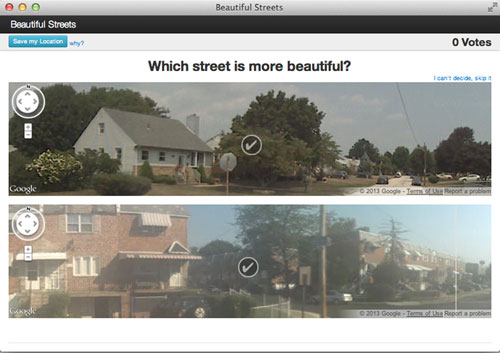 Beautiful Streets
Beautiful Streets
Save my Location why?
0 Votes
Which street is more beautiful?
I can't decide, skip it
N
Google
© 2013 Google - Terms of Use Report a problem
N
Google
© 2013 Google - Terms of Use Report a problem